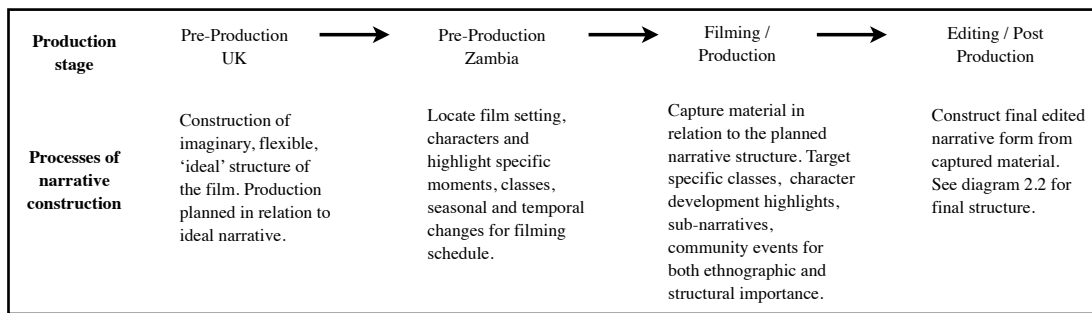 Production
stage
Pre-Production
UK
Pre-Production
Zambia
Filming /
Production
Editing / Post
Production
Processes of
narrative
construction
Construction of
imaginary, flexible,
‘ideal’ structure of
the film. Production
planned in relation to
ideal narrative.
Locate film setting,
characters and
highlight specific
moments, classes,
seasonal and temporal
changes for filming
schedule.
Capture material in
relation to the planned
narrative structure. Target
specific classes,  character
development highlights,
sub-narratives,
community events for
both ethnographic and
structural importance.
Construct final edited
narrative form from
captured material.
See diagram 2.2 for
final structure.